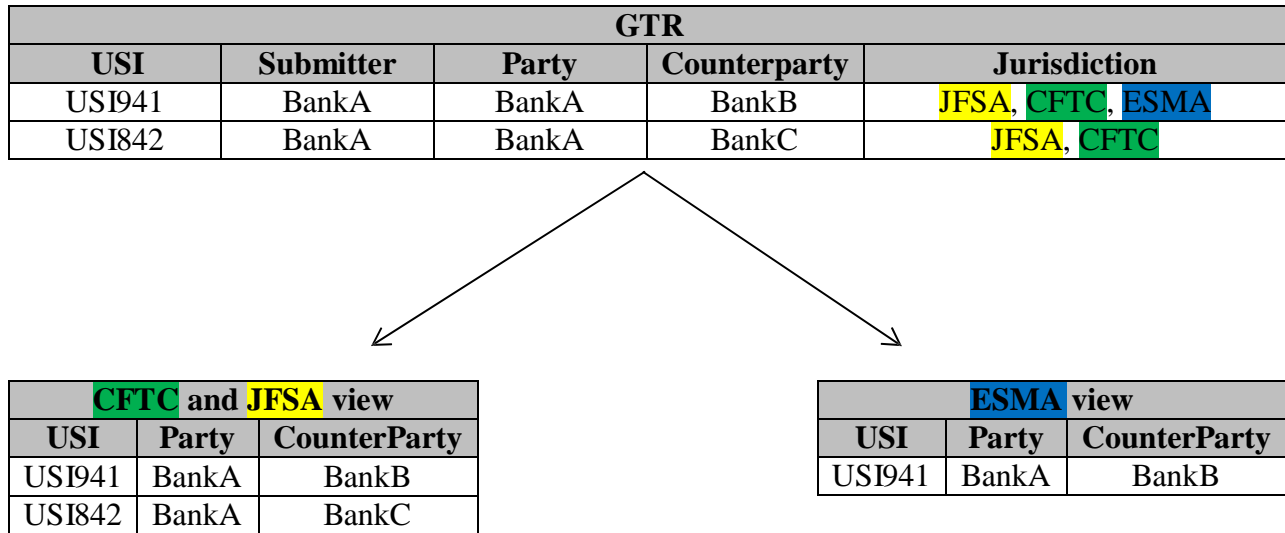 GTR
USI Submitter Party Counterparty Jurisdiction
USI941 BankA BankA BankB JFSA, CFTC, ESMA
USI842 BankA BankA BankC JFSA, CFTC
CFTC and JFSA view
USI Party CounterParty
USI941 BankA BankB
USI842 BankA BankC
ESMA view
USI Party CounterParty
USI941 BankA BankB